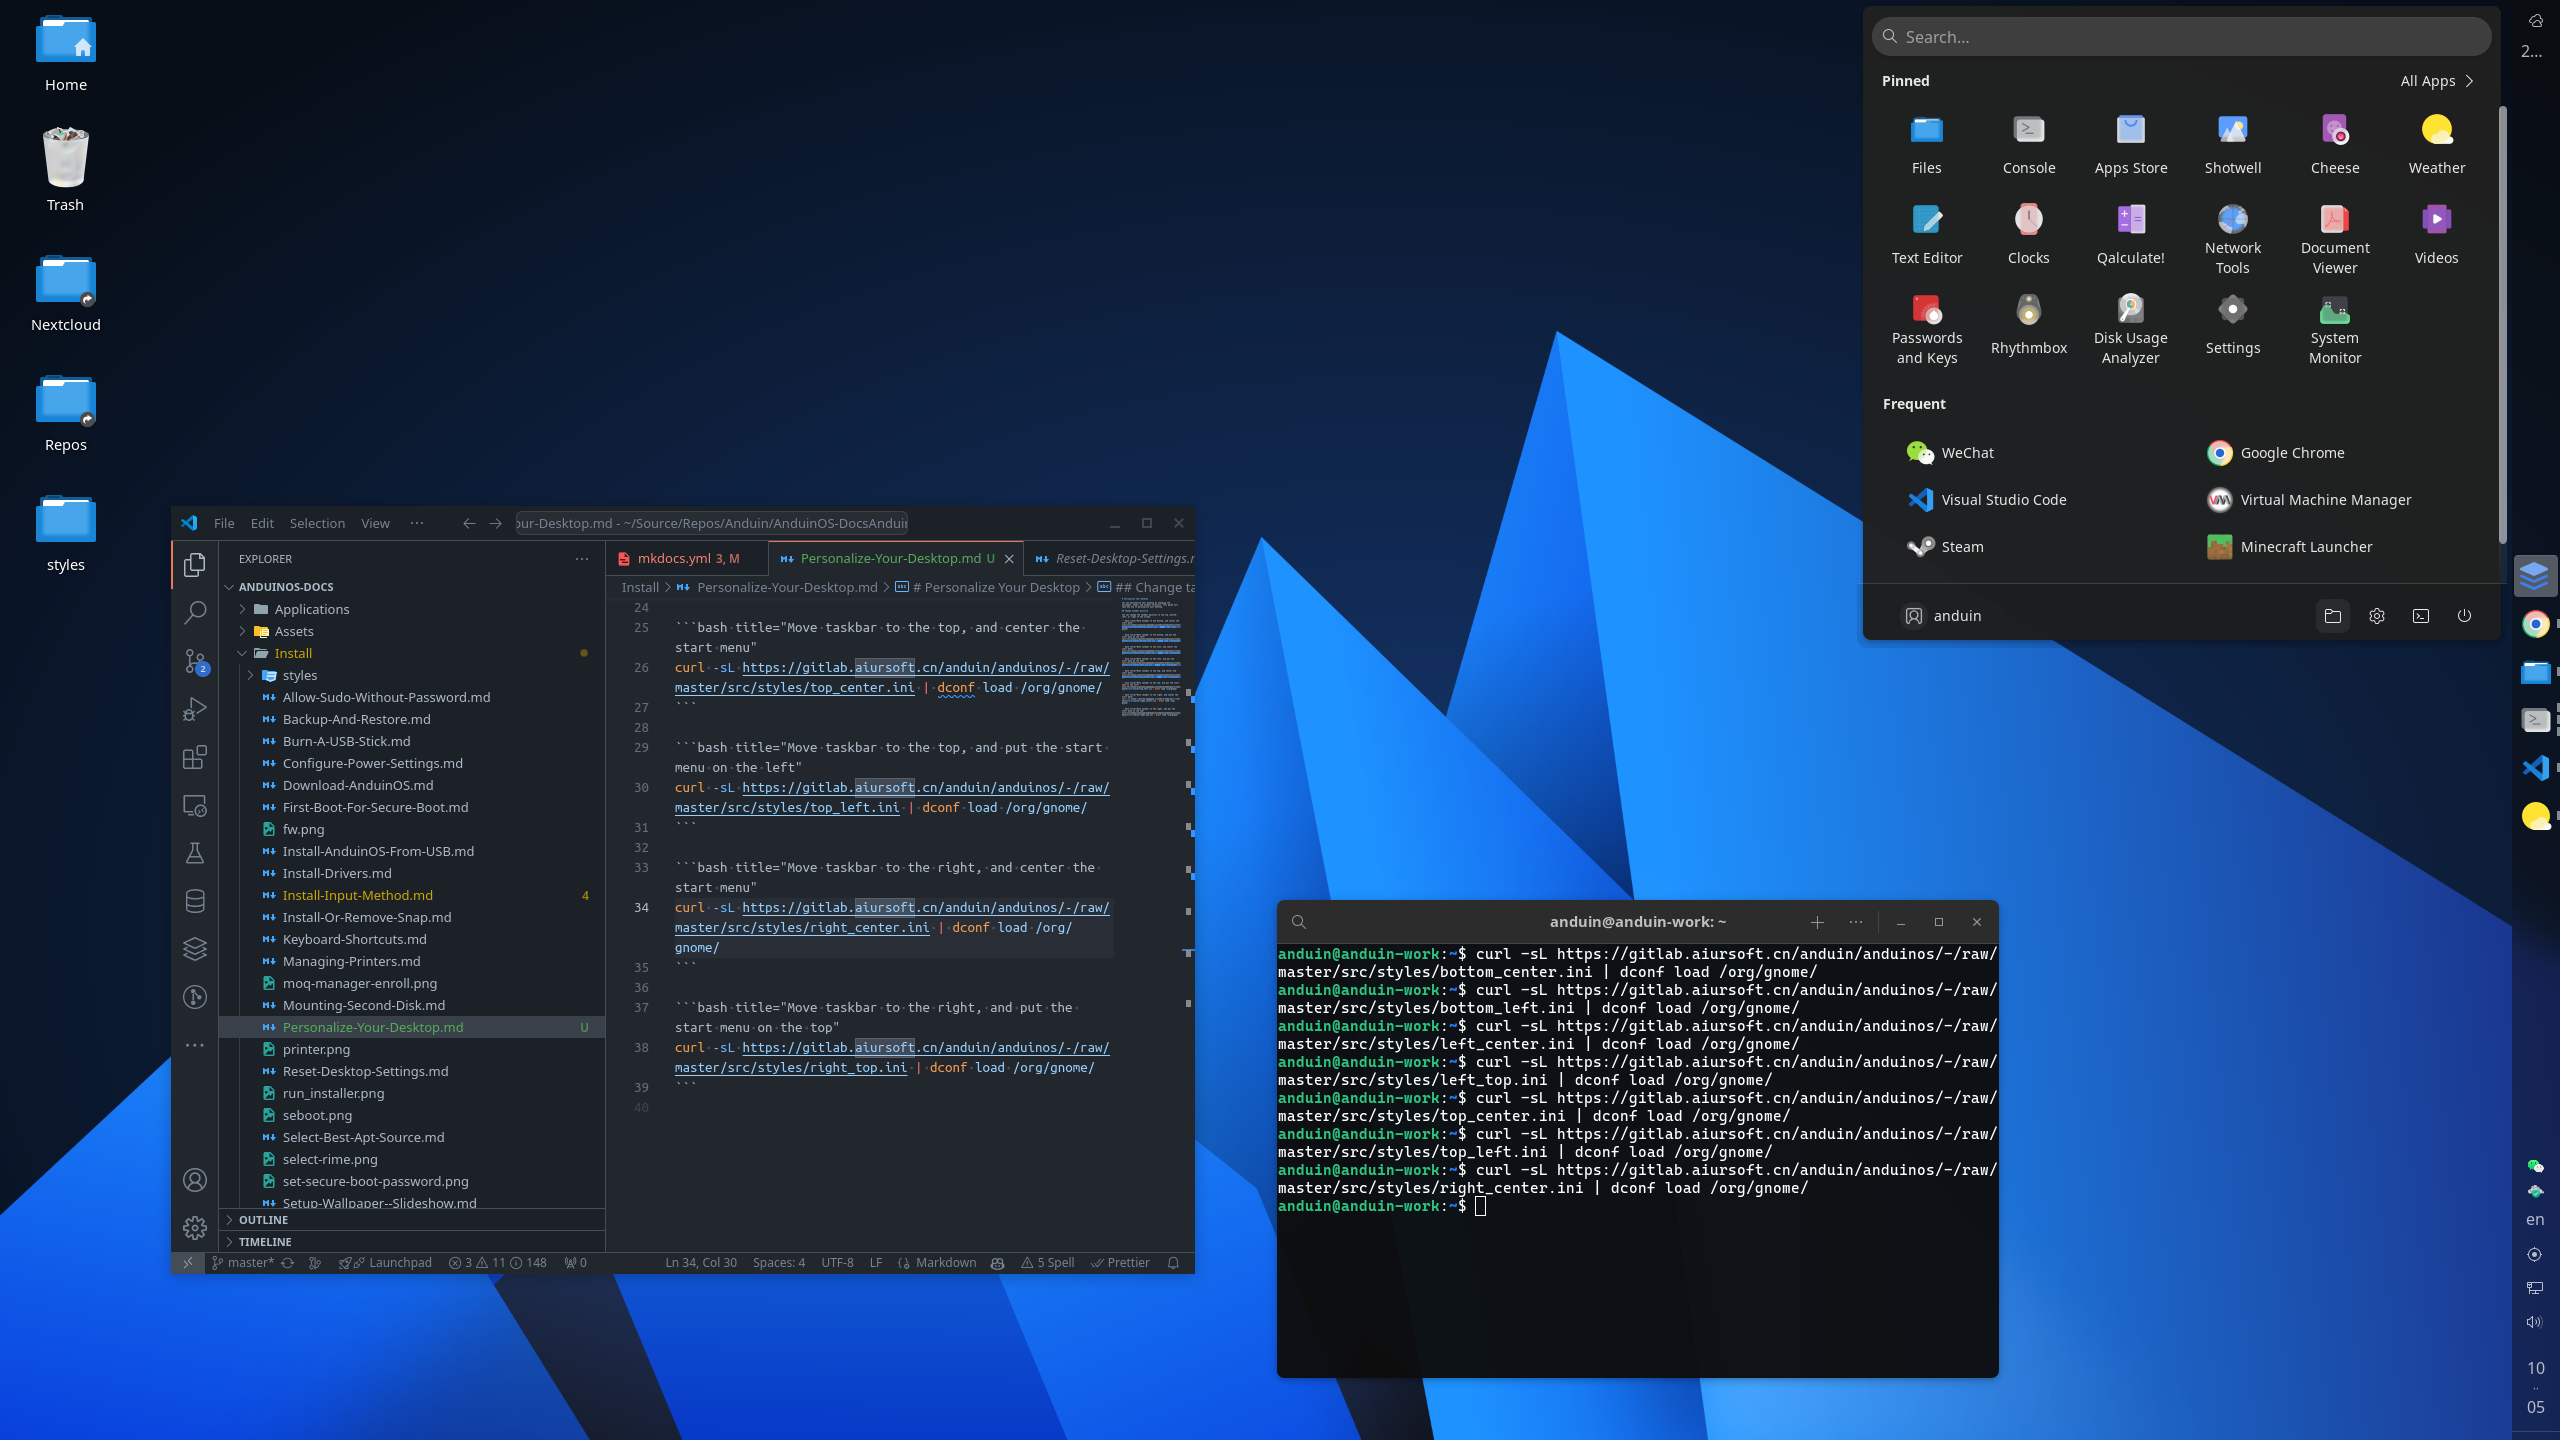 Home
Trash
Nextcloud
Repos
styles
File Edit Selection View ···
our-Desktop.md - ~/Source/Repos/Anduin/AnduinOS-DocsAnduin
EXPLORER ···
ANDUINOS-DOCS
Applications
Assets
Install
styles
Allow-Sudo-Without-Password.md
Backup-And-Restore.md
Burn-A-USB-Stick.md
Configure-Power-Settings.md
Download-AnduinOS.md
First-Boot-For-Secure-Boot.md
fw.png
Install-AnduinOS-From-USB.md
Install-Drivers.md
Install-Input-Method.md 4
Install-Or-Remove-Snap.md
Keyboard-Shortcuts.md
Managing-Printers.md
moq-manager-enroll.png
Mounting-Second-Disk.md
Personalize-Your-Desktop.md U
printer.png
Reset-Desktop-Settings.md
run_installer.png
seboot.png
Select-Best-Apt-Source.md
select-rime.png
set-secure-boot-password.png
Setup-Wallpaper--Slideshow.md
OUTLINE
TIMELINE
2
mkdocs.yml 3, M
Personalize-Your-Desktop.md U
Reset-Desktop-Settings.
Install > Personalize-Your-Desktop.md > # Personalize Your Desktop > ## Change ta
24
25 ```bash title="Move taskbar to the top, and center the
start menu"
26 curl -sL https://gitlab.aiursoft.cn/anduin/anduinos/-/raw/
master/src/styles/top_center.ini | dconf load /org/gnome/
27 ```
28
29 ```bash title="Move taskbar to the top, and put the start
menu on the left"
30 curl -sL https://gitlab.aiursoft.cn/anduin/anduinos/-/raw/
master/src/styles/top_left.ini | dconf load /org/gnome/
31 ```
32
33 ```bash title="Move taskbar to the right, and center the
start menu"
34 curl -sL https://gitlab.aiursoft.cn/anduin/anduinos/-/raw/
master/src/styles/right_center.ini | dconf load /org/
gnome/
35 ```
36
37 ```bash title="Move taskbar to the right, and put the
start menu on the top"
38 curl -sL https://gitlab.aiursoft.cn/anduin/anduinos/-/raw/
master/src/styles/right_top.ini | dconf load /org/gnome/
39 ```
40
master* Launchpad 3 11 148 0 Ln 34, Col 30 Spaces: 4 UTF-8 LF Markdown 5 Spell Prettier
anduin@anduin-work: ~
anduin@anduin-work:~$ curl -sL https://gitlab.aiursoft.cn/anduin/anduinos/-/raw/
master/src/styles/bottom_center.ini | dconf load /org/gnome/
anduin@anduin-work:~$ curl -sL https://gitlab.aiursoft.cn/anduin/anduinos/-/raw/
master/src/styles/bottom_left.ini | dconf load /org/gnome/
anduin@anduin-work:~$ curl -sL https://gitlab.aiursoft.cn/anduin/anduinos/-/raw/
master/src/styles/left_center.ini | dconf load /org/gnome/
anduin@anduin-work:~$ curl -sL https://gitlab.aiursoft.cn/anduin/anduinos/-/raw/
master/src/styles/left_top.ini | dconf load /org/gnome/
anduin@anduin-work:~$ curl -sL https://gitlab.aiursoft.cn/anduin/anduinos/-/raw/
master/src/styles/top_center.ini | dconf load /org/gnome/
anduin@anduin-work:~$ curl -sL https://gitlab.aiursoft.cn/anduin/anduinos/-/raw/
master/src/styles/top_left.ini | dconf load /org/gnome/
anduin@anduin-work:~$ curl -sL https://gitlab.aiursoft.cn/anduin/anduinos/-/raw/
master/src/styles/right_center.ini | dconf load /org/gnome/
anduin@anduin-work:~$
Search...
Pinned All Apps
Files Console Apps Store Shotwell Cheese Weather
Text Editor Clocks Qalculate! Network Tools Document Viewer Videos
Passwords and Keys Rhythmbox Disk Usage Analyzer Settings System Monitor
Frequent
WeChat Google Chrome
Visual Studio Code Virtual Machine Manager
Steam Minecraft Launcher
anduin
2...
en
10
..
05